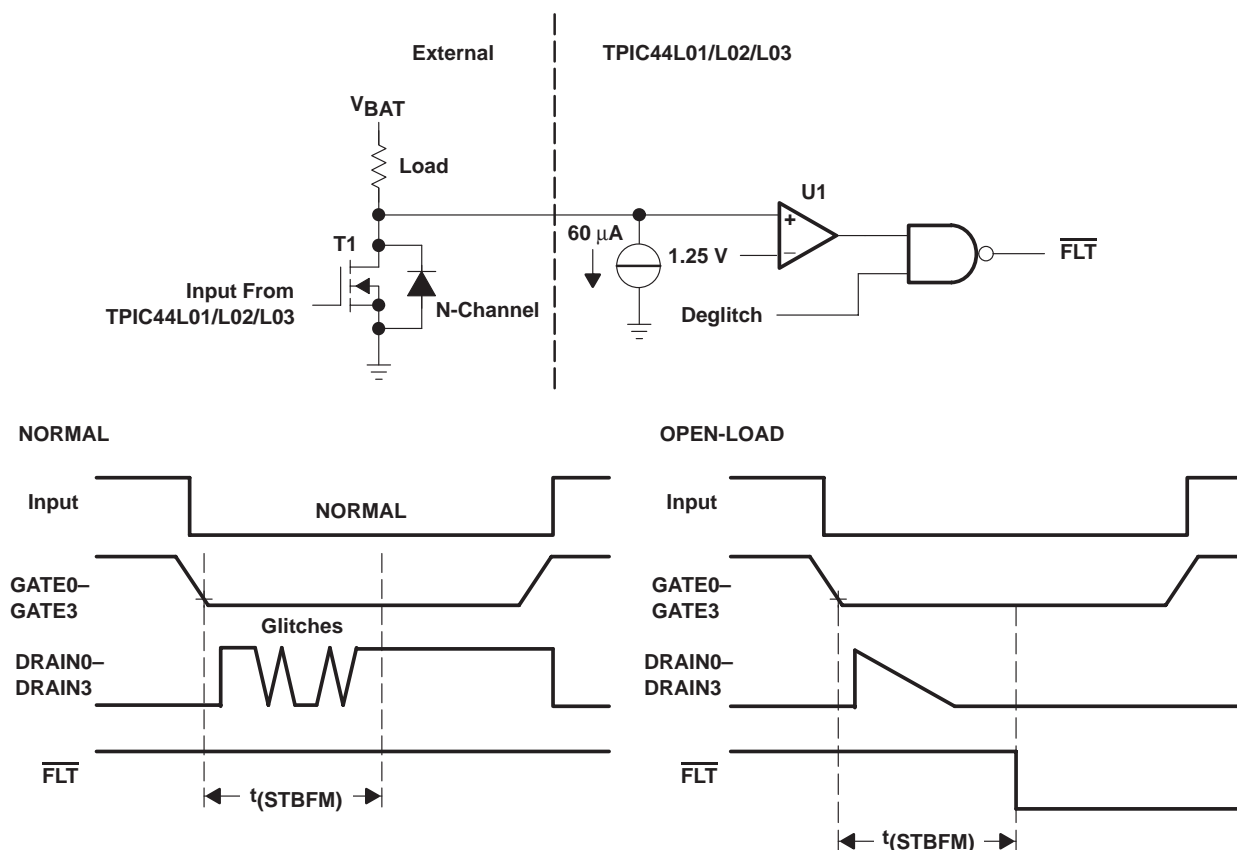 External
TPIC44L01/L02/L03
VBAT
Load
T1
Input From
TPIC44L01/L02/L03
N-Channel
60 μA
1.25 V
U1
+
−
FLT
Deglitch
NORMAL
Input
NORMAL
GATE0–
GATE3
Glitches
DRAIN0–
DRAIN3
FLT
t(STBFM)
OPEN-LOAD
Input
GATE0–
GATE3
DRAIN0–
DRAIN3
FLT
t(STBFM)